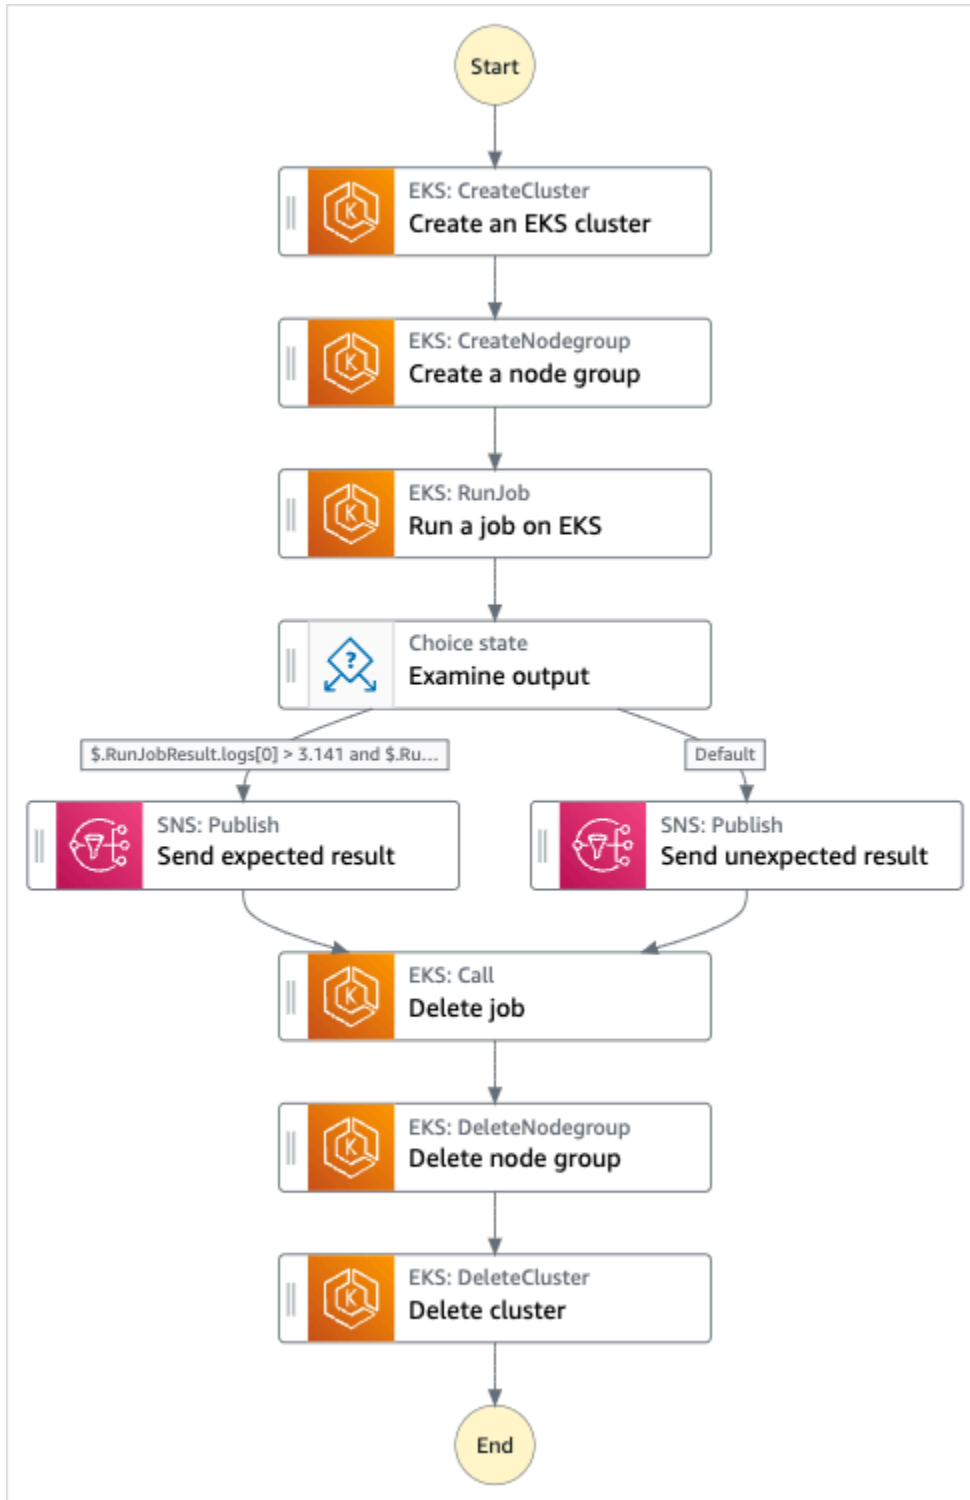 Start
EKS: CreateCluster
Create an EKS cluster
EKS: CreateNodegroup
Create a node group
EKS: RunJob
Run a job on EKS
Choice state
Examine output
$.RunJobResult.logs[0] > 3.141 and $.Ru...
Default
SNS: Publish
Send expected result
SNS: Publish
Send unexpected result
EKS: Call
Delete job
EKS: DeleteNodegroup
Delete node group
EKS: DeleteCluster
Delete cluster
End